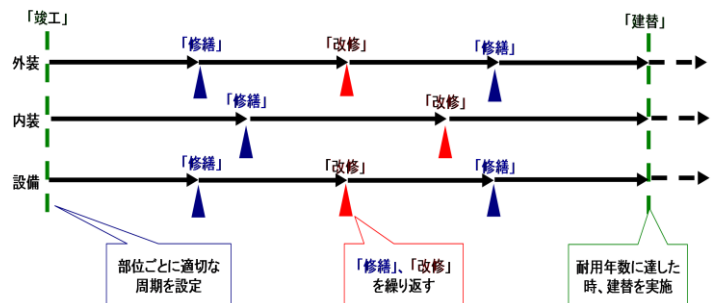 「竣工」
「建替」
「修繕」
「改修」
「修繕」
外装
「修繕」
「改修」
内装
「修繕」
「改修」
「修繕」
設備
部位ごとに適切な
周期を設定
「修繕」、「改修」
を繰り返す
耐用年数に達した
時、建替を実施